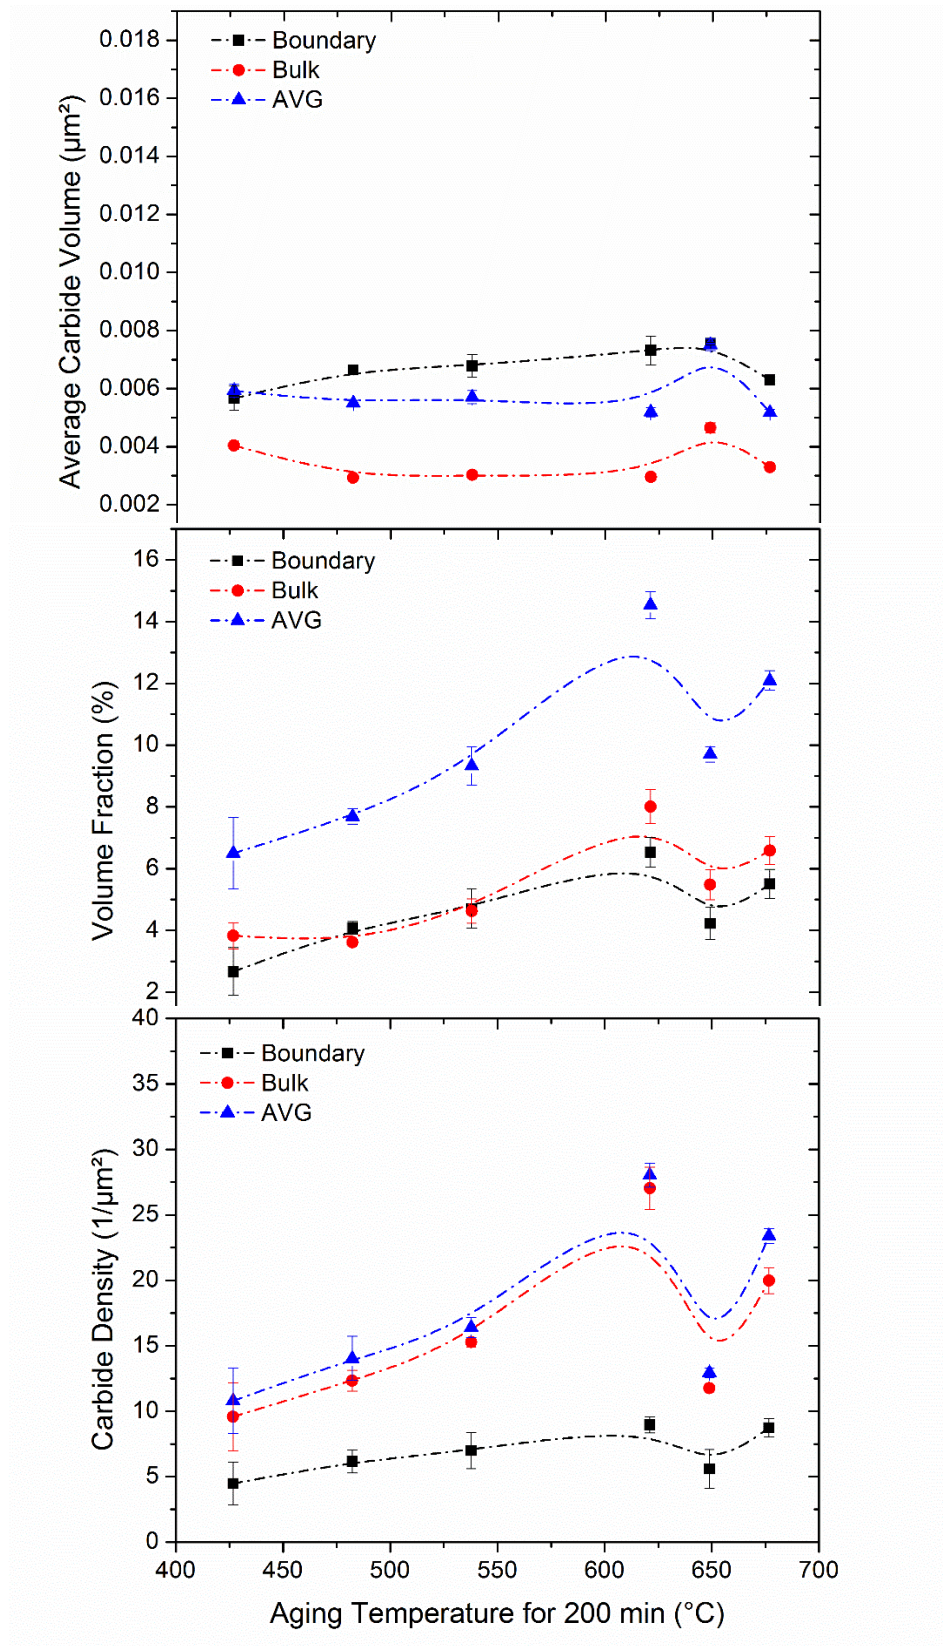 0.018
0.016
0.014
0.012
0.010
0.008
0.006
0.004
0.002
Average Carbide Volume (µm²)
Boundary
Bulk
AVG
16
14
12
10
8
6
4
2
Volume Fraction (%)
Boundary
Bulk
AVG
40
35
30
25
20
15
10
5
0
Carbide Density (1/µm²)
Boundary
Bulk
AVG
400 450 500 550 600 650 700
Aging Temperature for 200 min (°C)